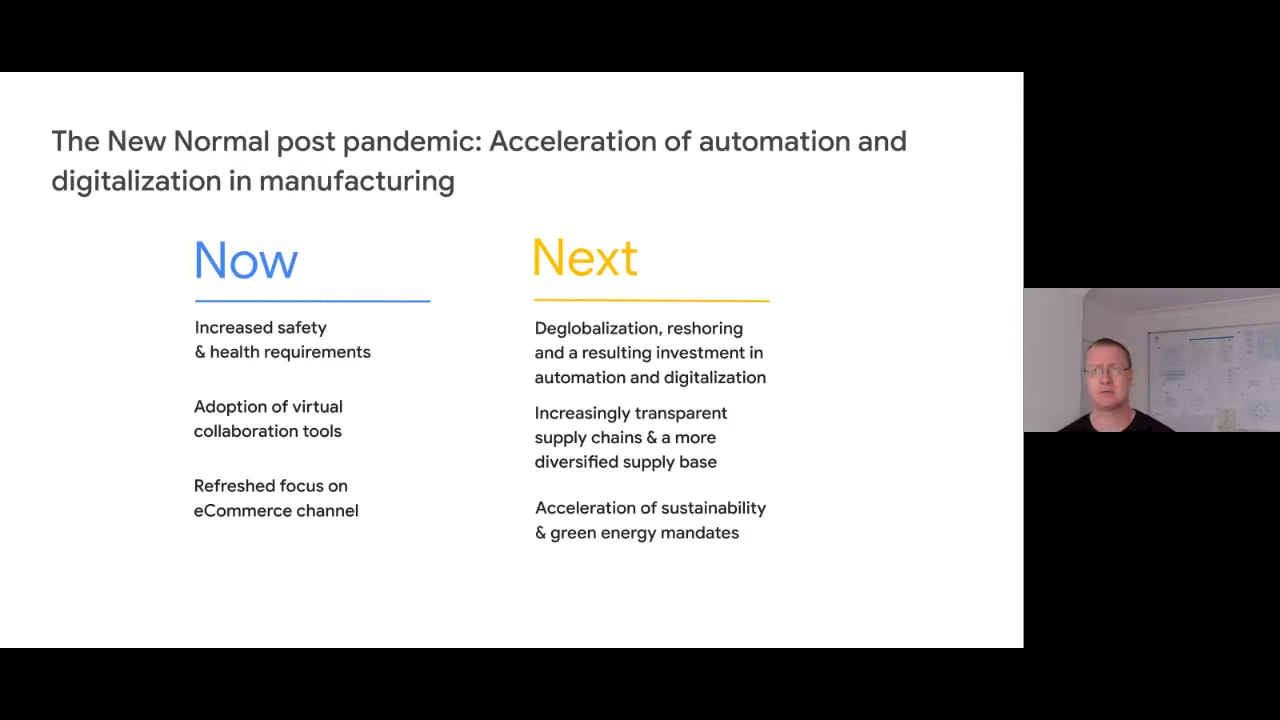 The New Normal post pandemic: Acceleration of automation and
digitalization in manufacturing
Now
Increased safety
& health requirements
Adoption of virtual
collaboration tools
Refreshed focus on
eCommerce channel
Next
Deglobalization, reshoring
and a resulting investment in
automation and digitalization
Increasingly transparent
supply chains & a more
diversified supply base
Acceleration of sustainability
& green energy mandates